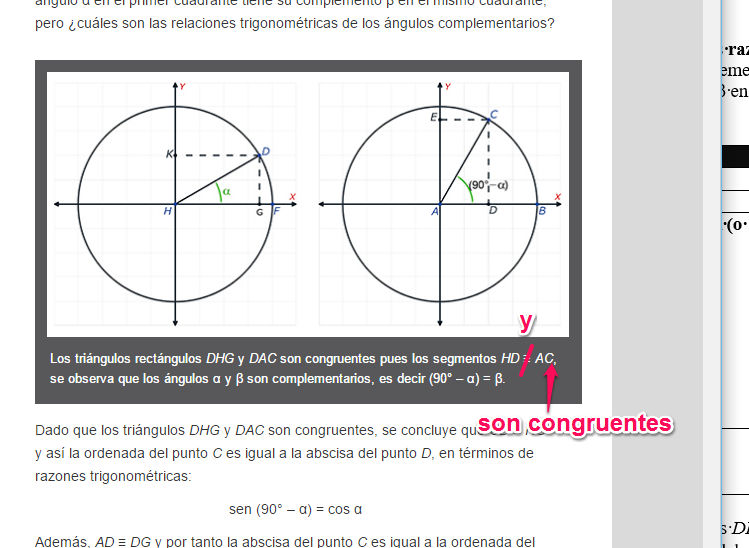 ángulo α en el primer cuadrante tiene su complemento β en el mismo cuadrante,
pero ¿cuáles son las relaciones trigonométricas de los ángulos complementarios?
Y
K
D
α
X
H
G
F
Y
E
C
(90°–α)
X
A
D
B
y
Los triángulos rectángulos DHG y DAC son congruentes pues los segmentos HD ≡ AC,
se observa que los ángulos α y β son complementarios, es decir (90° – α) = β.
son congruentes
Dado que los triángulos DHG y DAC son congruentes, se concluye
y así la ordenada del punto C es igual a la abscisa del punto D, en términos de
razones trigonométricas:
sen (90° – α) = cos α
Además, AD ≡ DG y por tanto la abscisa del punto C es igual a la ordenada del